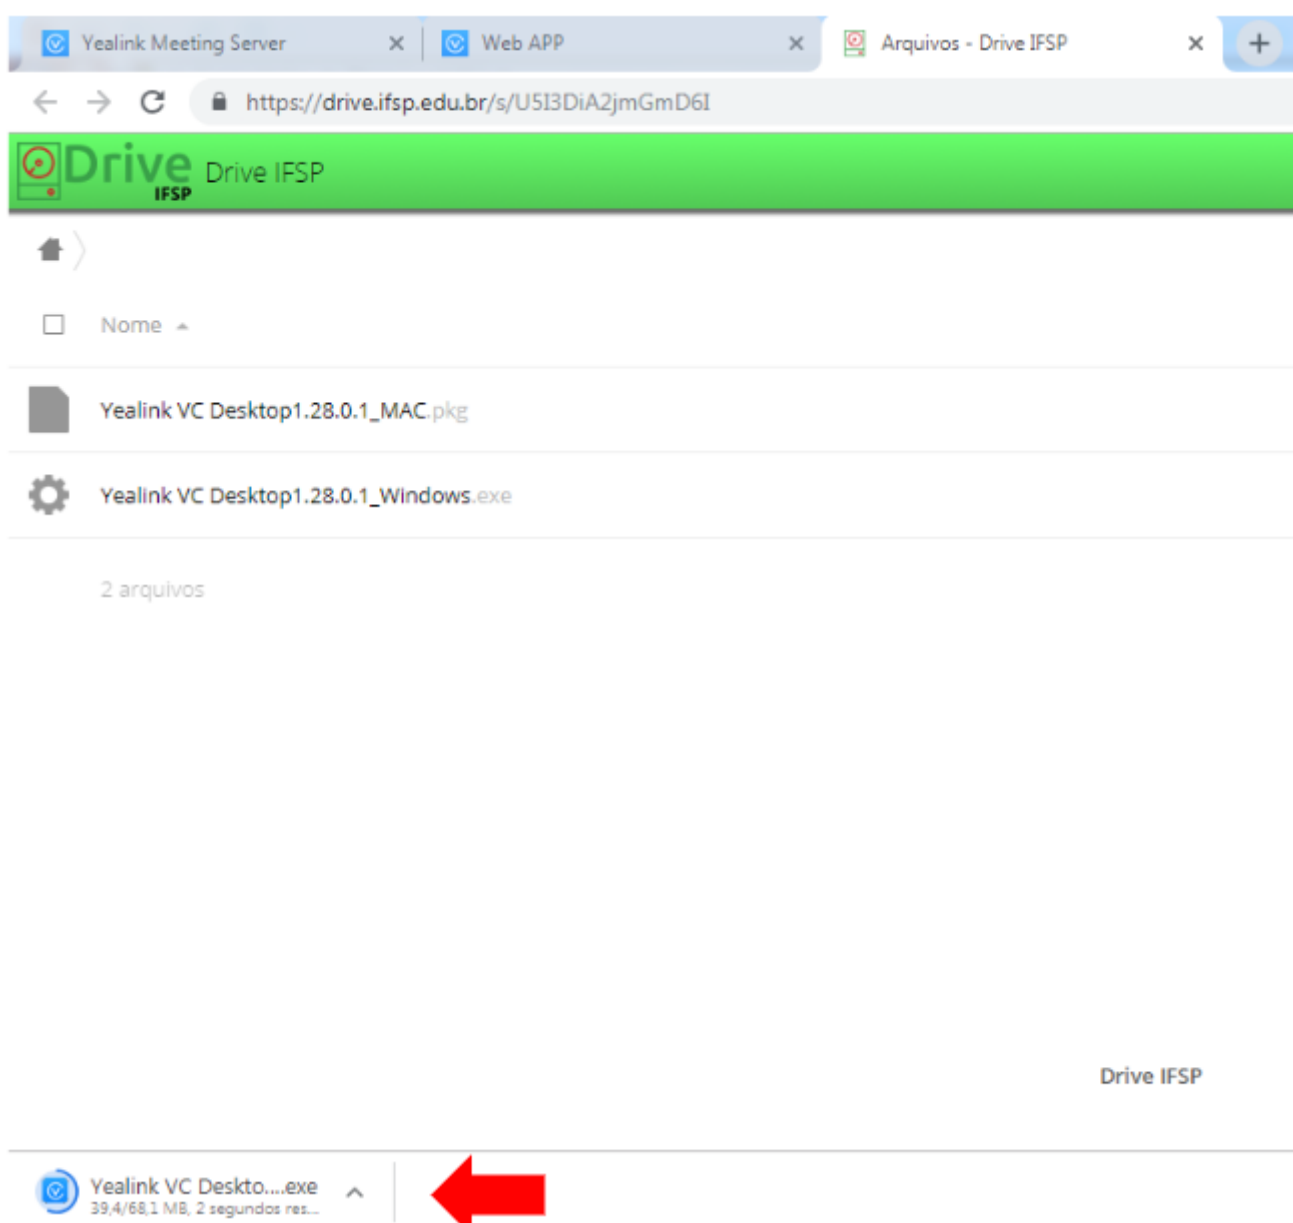 Yealink Meeting Server
Web APP
Arquivos - Drive IFSP
https://drive.ifsp.edu.br/s/U5I3DiA2jmGmD6I
Drive
IFSP
Drive IFSP
Nome
Yealink VC Desktop1.28.0.1_MAC.pkg
Yealink VC Desktop1.28.0.1_Windows.exe
2 arquivos
Drive IFSP
Yealink VC Deskto....exe
39,4/68,1 MB, 2 segundos res...